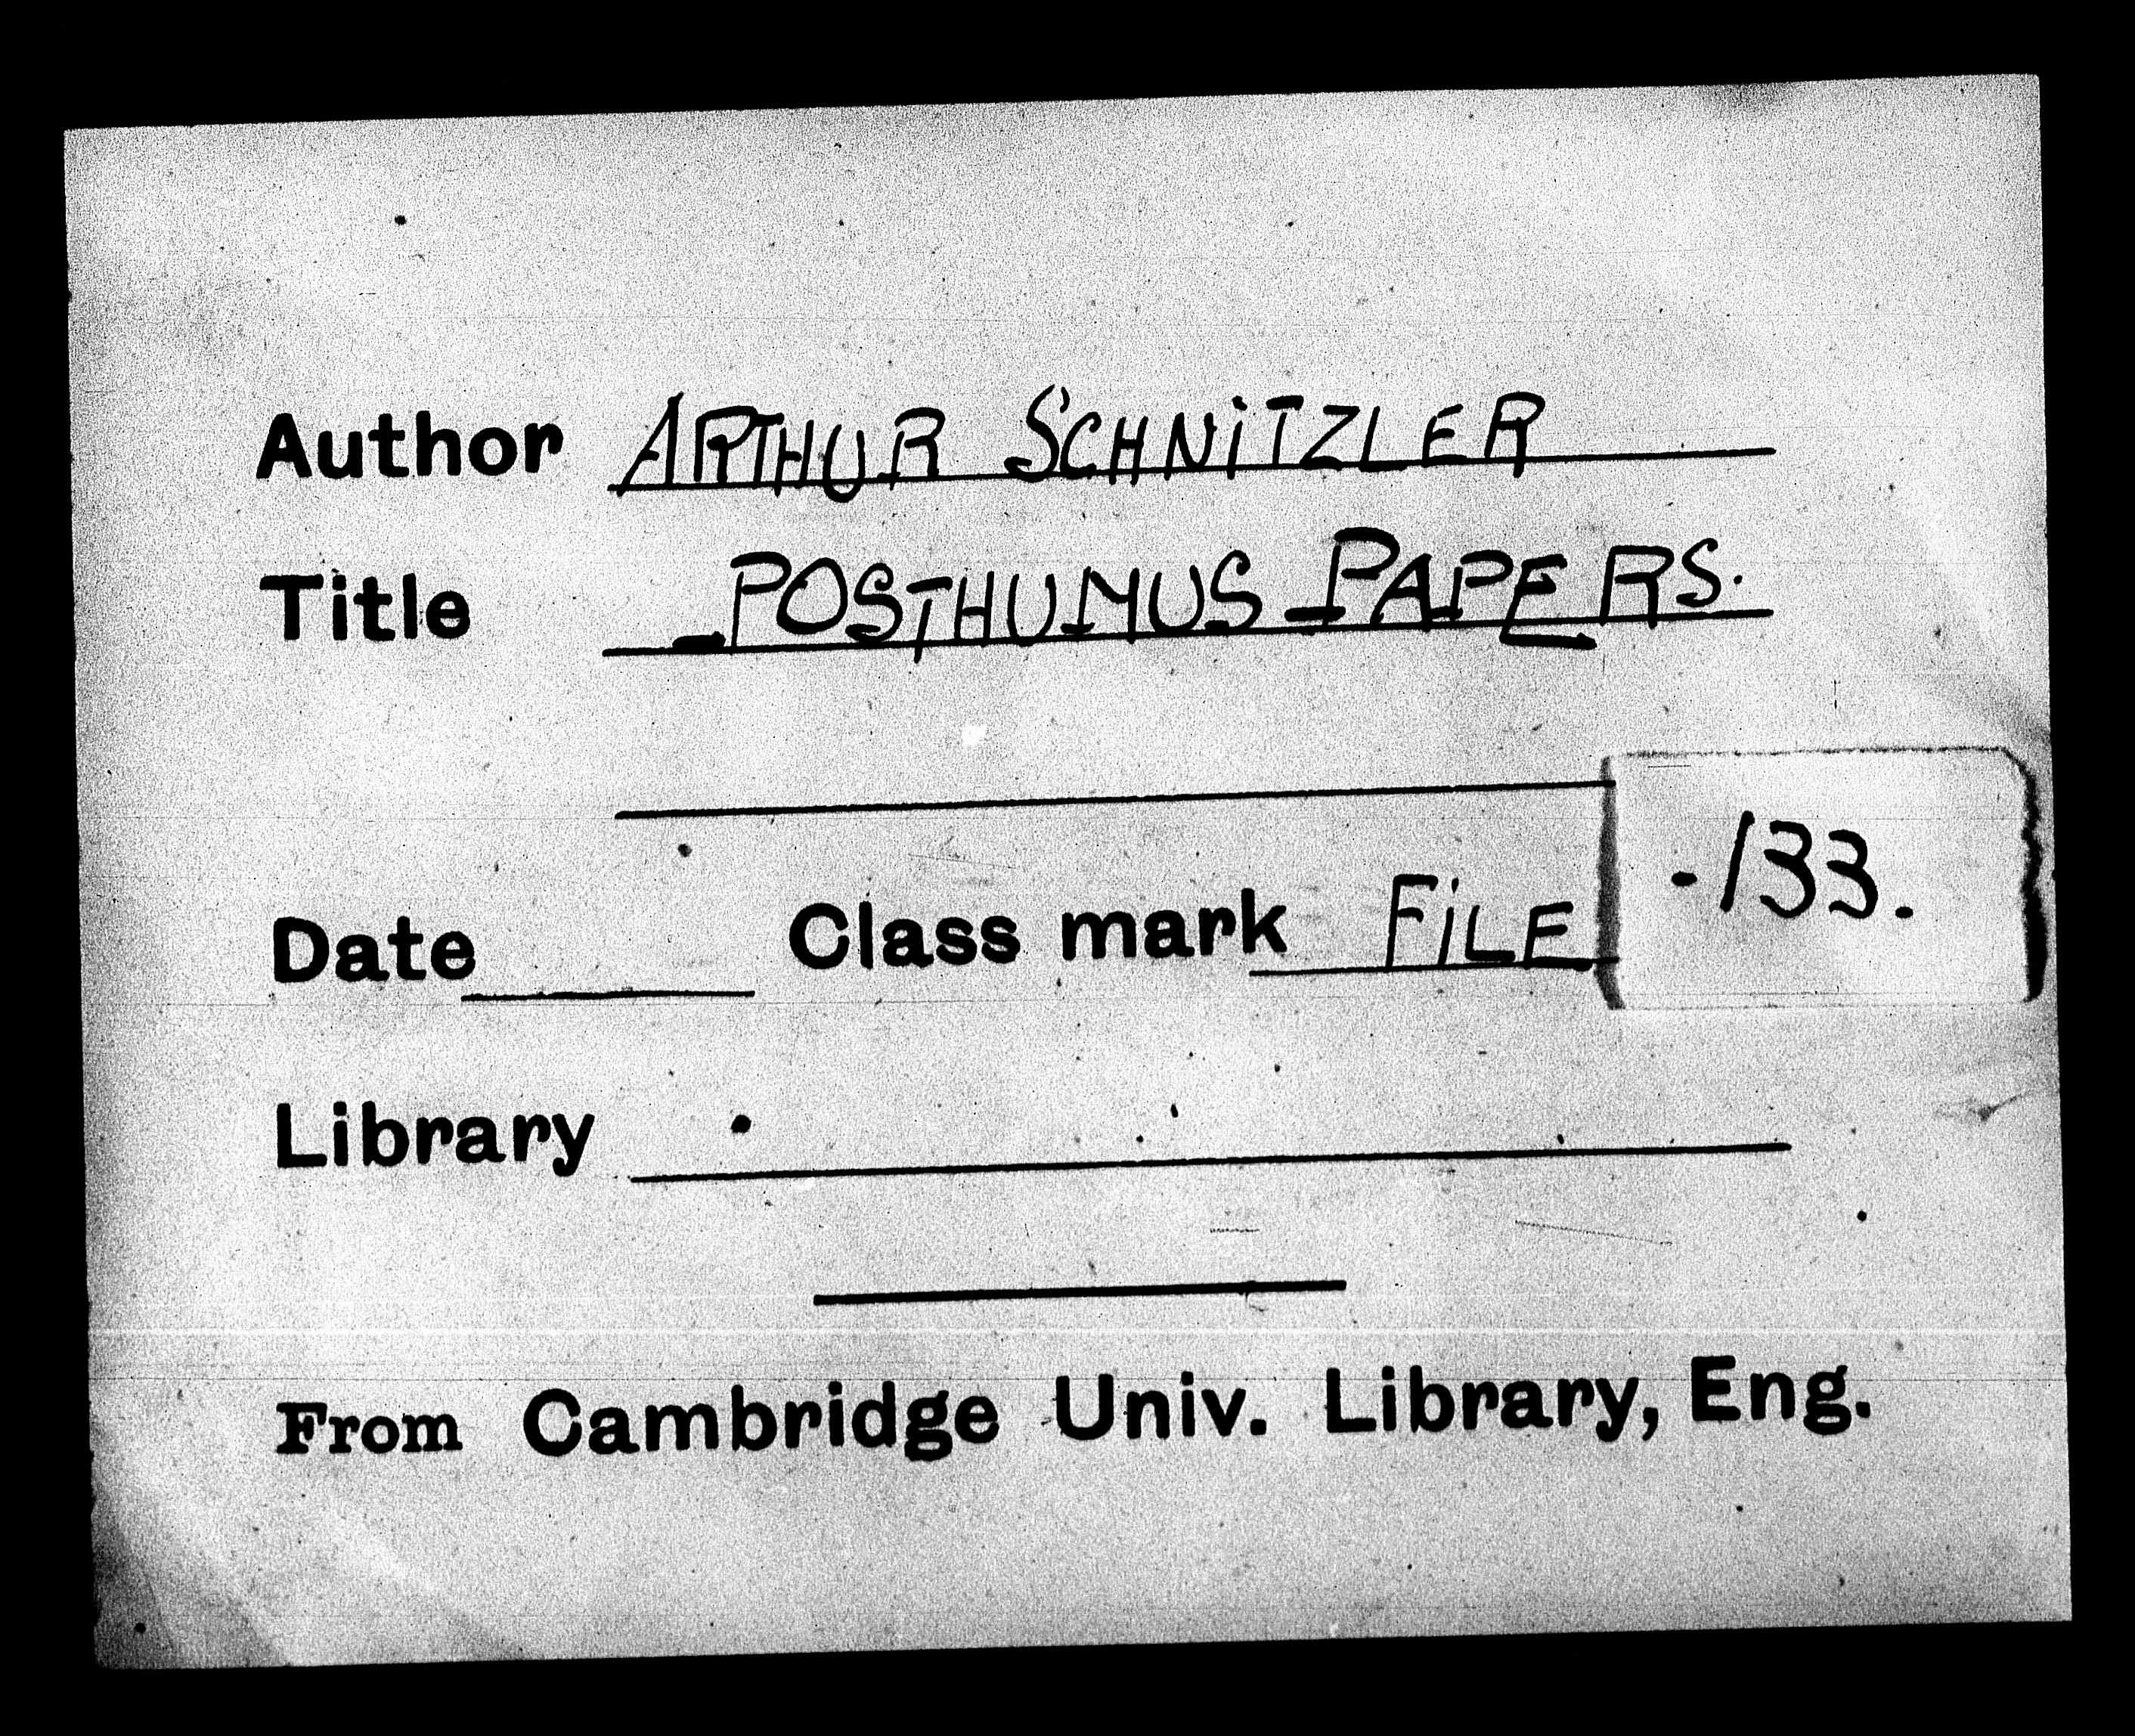 Author ARTHUR SCHNiTZLER
Title POSTHUMUS PAPERS.
Date Class mark FiLE -133.
Library
From Cambridge Univ. Library, Eng.